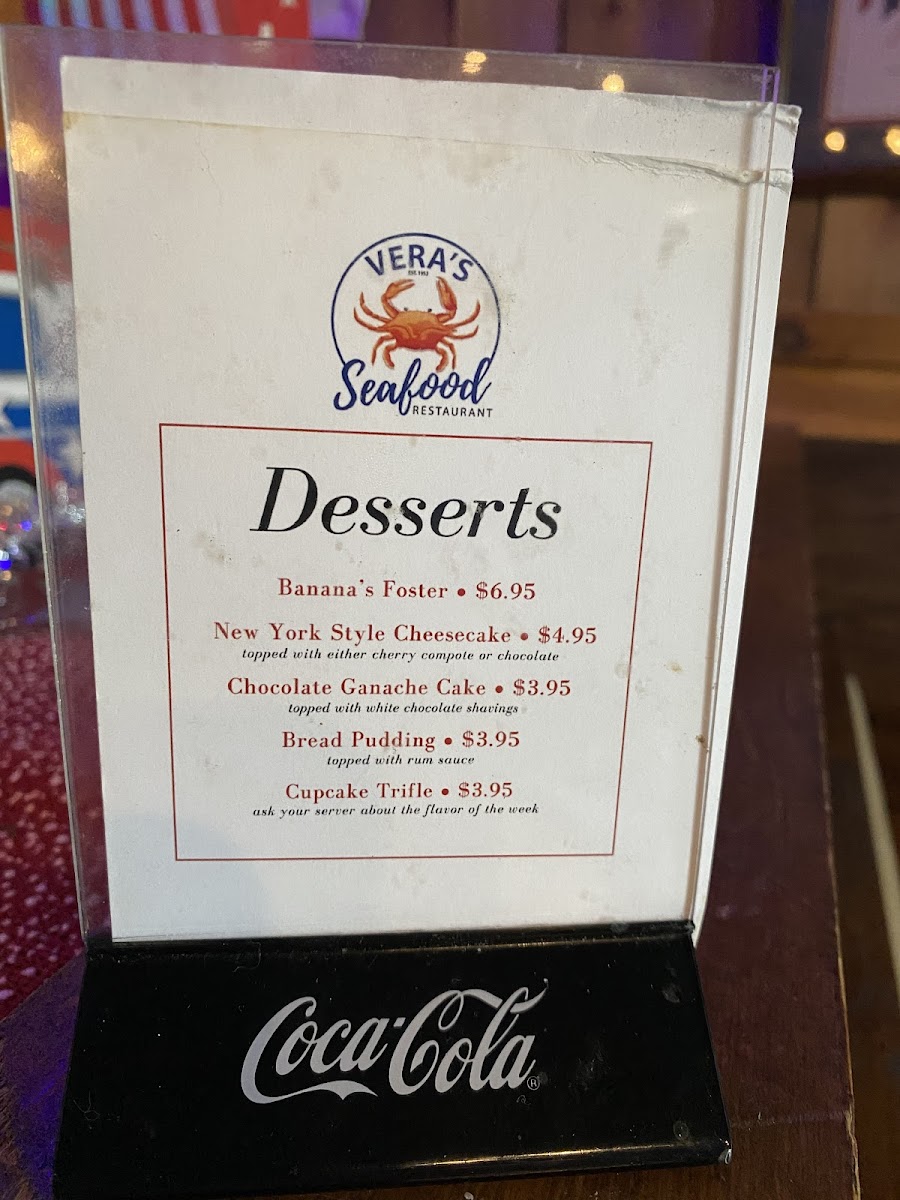 VERA'S
Seafood
RESTAURANT
Desserts
Banana's Foster • $6.95
New York Style Cheesecake • $4.95
topped with either cherry compote or chocolate
Chocolate Ganache Cake • $3.95
topped with white chocolate shavings
Bread Pudding • $3.95
topped with rum sauce
Cupcake Trifle • $3.95
ask your server about the flavor of the week
Coca-Cola®